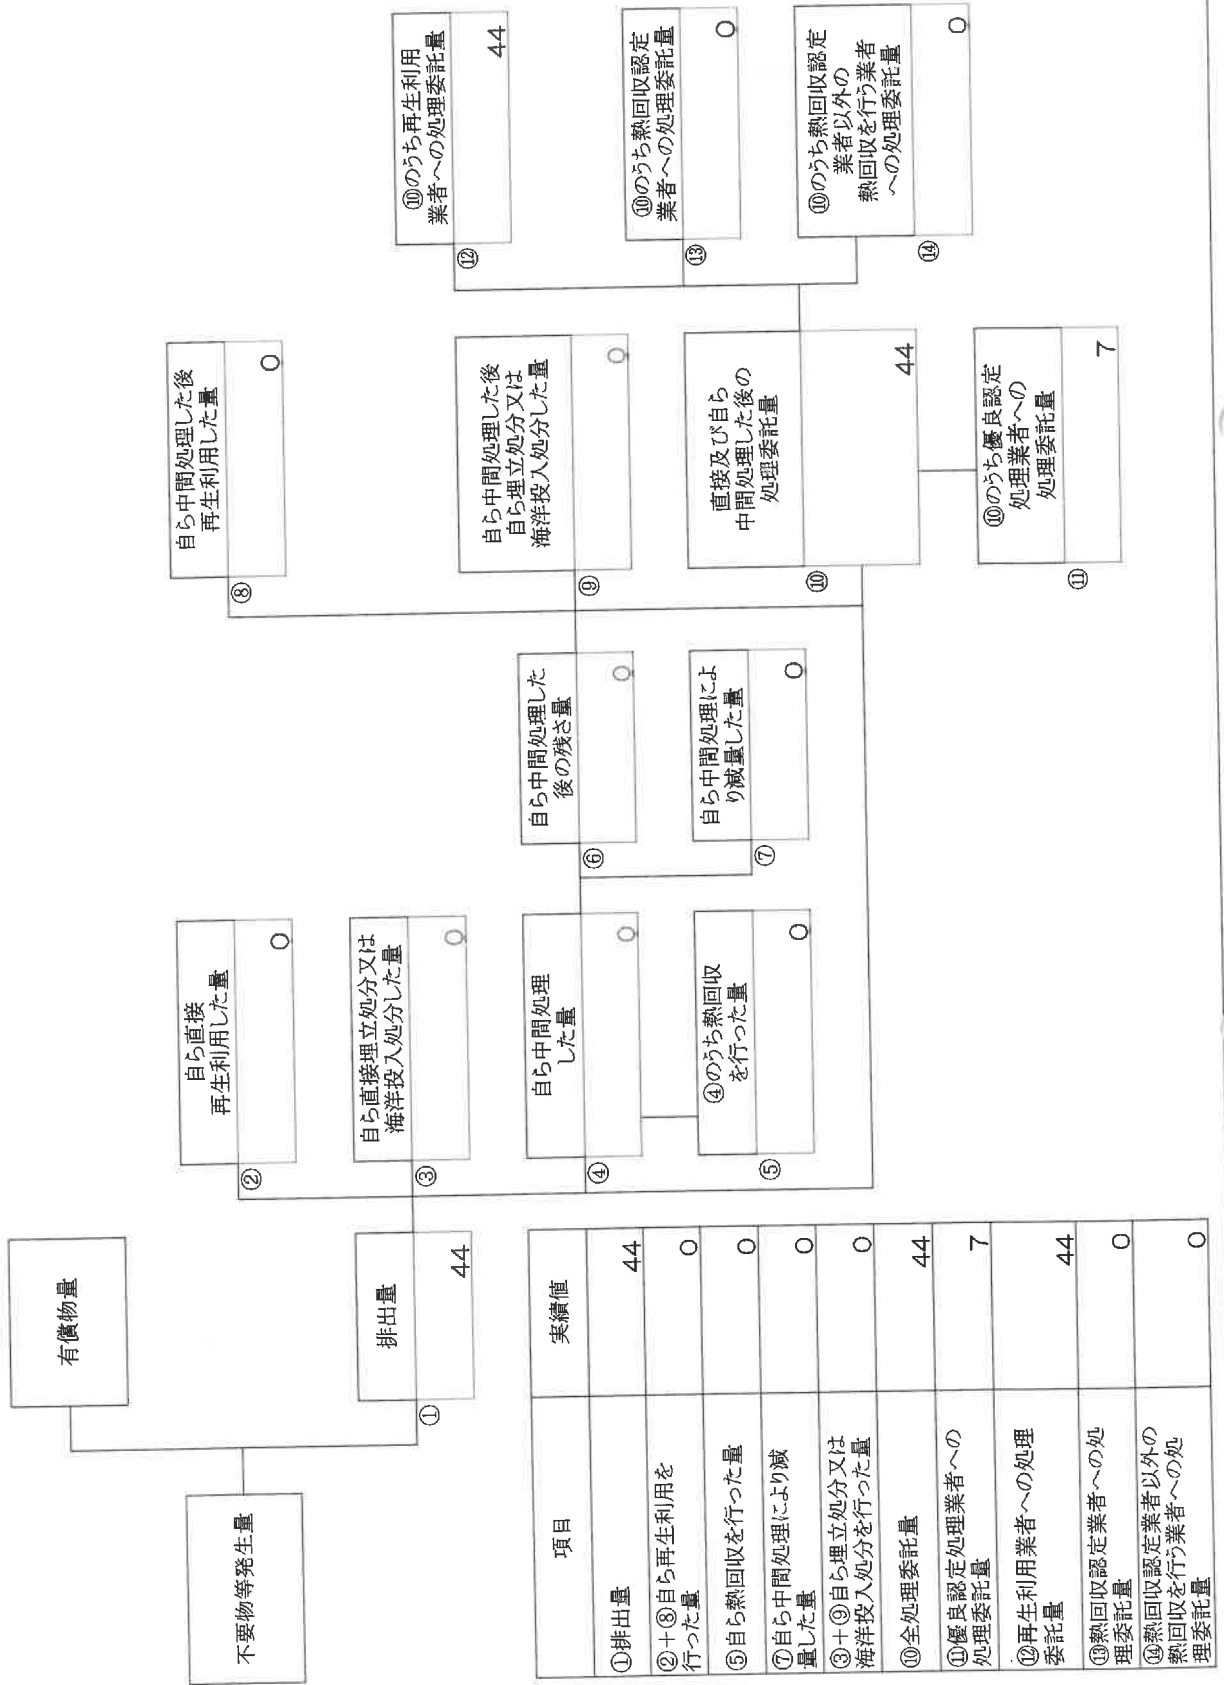 不要物等発生量
有償物量
①
排出量
44
②
自ら直接
再生利用した量
0
③
自ら直接埋立処分又は
海洋投入処分した量
0
④
自ら中間処理
した量
0
⑤
④のうち熱回収
を行った量
0
⑥
自ら中間処理した
後の残さ量
0
⑦
自ら中間処理によ
り減量した量
0
⑧
自ら中間処理した後
再生利用した量
0
⑨
自ら中間処理した後
自ら埋立処分又は
海洋投入処分した量
0
⑩
直接及び自ら
中間処理した後の
処理委託量
44
⑪
⑩のうち優良認定
処理業者への
処理委託量
7
⑫
⑩のうち再生利用
業者への処理委託量
44
⑬
⑩のうち熱回収認定
業者への処理委託量
0
⑭
⑩のうち熱回収認定
業者以外の
熱回収を行う業者
への処理委託量
0
項目 実績値
①排出量 44
②+⑧自ら再生利用を
行った量 0
⑤自ら熱回収を行った量 0
⑦自ら中間処理により減
量した量 0
③+⑨自ら埋立処分又は
海洋投入処分を行った量 0
⑩全処理委託量 44
⑪優良認定処理業者への
処理委託量 7
⑫再生利用業者への処理
委託量 44
⑬熱回収認定業者への処
理委託量 0
⑭熱回収認定業者以外の
熱回収を行う業者への処
理委託量 0